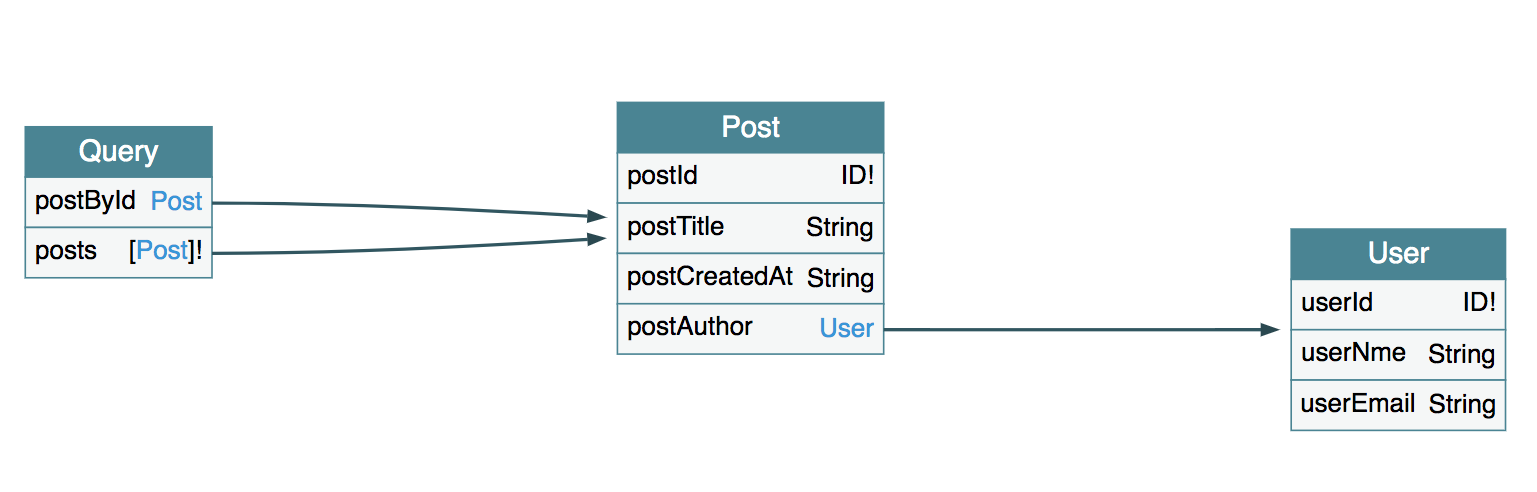 Query
postById Post
posts [Post]!
Post
postId ID!
postTitle String
postCreatedAt String
postAuthor User
User
userId ID!
userNme String
userEmail String